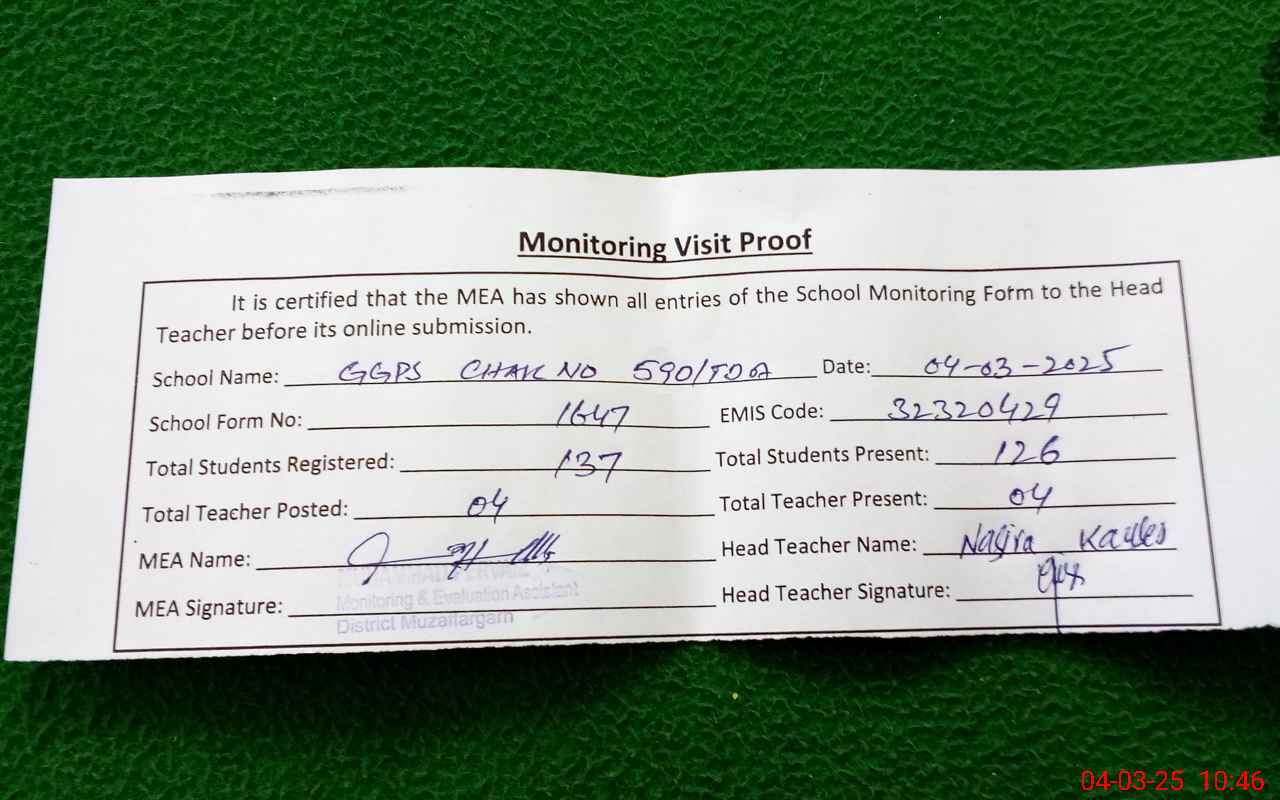 Monitoring Visit Proof
It is certified that the MEA has shown all entries of the School Monitoring Form to the Head
Teacher before its online submission.
School Name: GGPS CHAK NO 590/TDA Date: 04-03-2025
School Form No: 1647 EMIS Code: 32320429
Total Students Registered: 137 Total Students Present: 126
Total Teacher Posted: 04 Total Teacher Present: 04
MEA Name: Head Teacher Name:
MEA Signature: Head Teacher Signature:
Monitoring & Evaluation Assistant
District Muzaffargarh
04-03-25 10:46